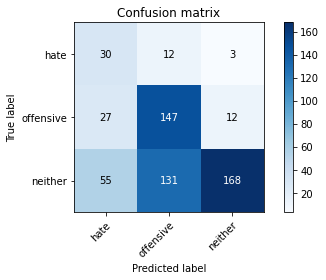 Confusion matrix
True label
hate
offensive
neither
30 12 3
27 147 12
55 131 168
hate offensive neither
Predicted label
160
140
120
100
80
60
40
20